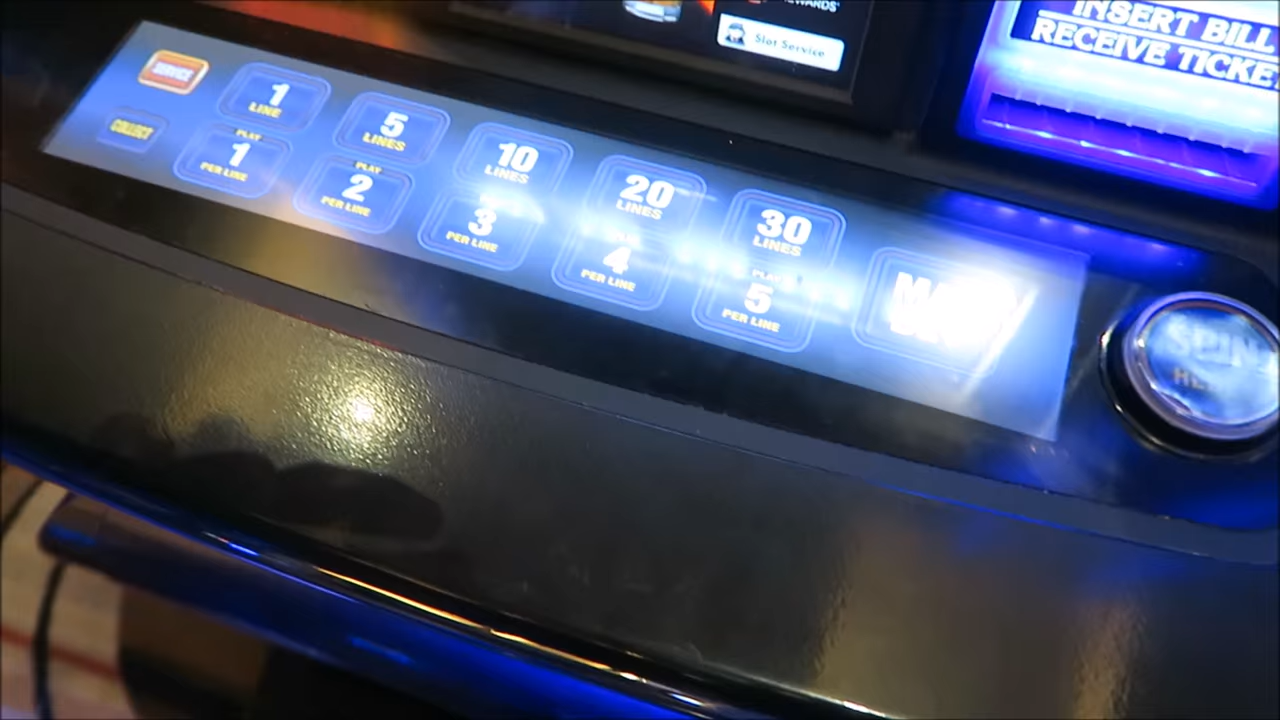 REWARDS'
Slot Service
INSERT BILL
RECEIVE TICKET
SERVICE
COLLECT
1
LINE
5
LINES
10
LINES
20
LINES
30
LINES
PLAY
1
PER LINE
PLAY
2
PER LINE
3
PER LINE
4
PER LINE
PLAY
5
PER LINE
SPIN